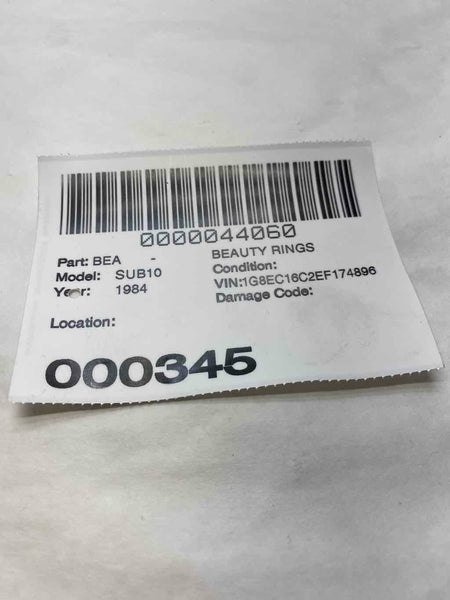 0000044060
Part: BEA - BEAUTY RINGS
Model: SUB10 Condition:
Year: 1984 VIN:1G8EC16C2EF174896
Damage Code:
Location:
000345